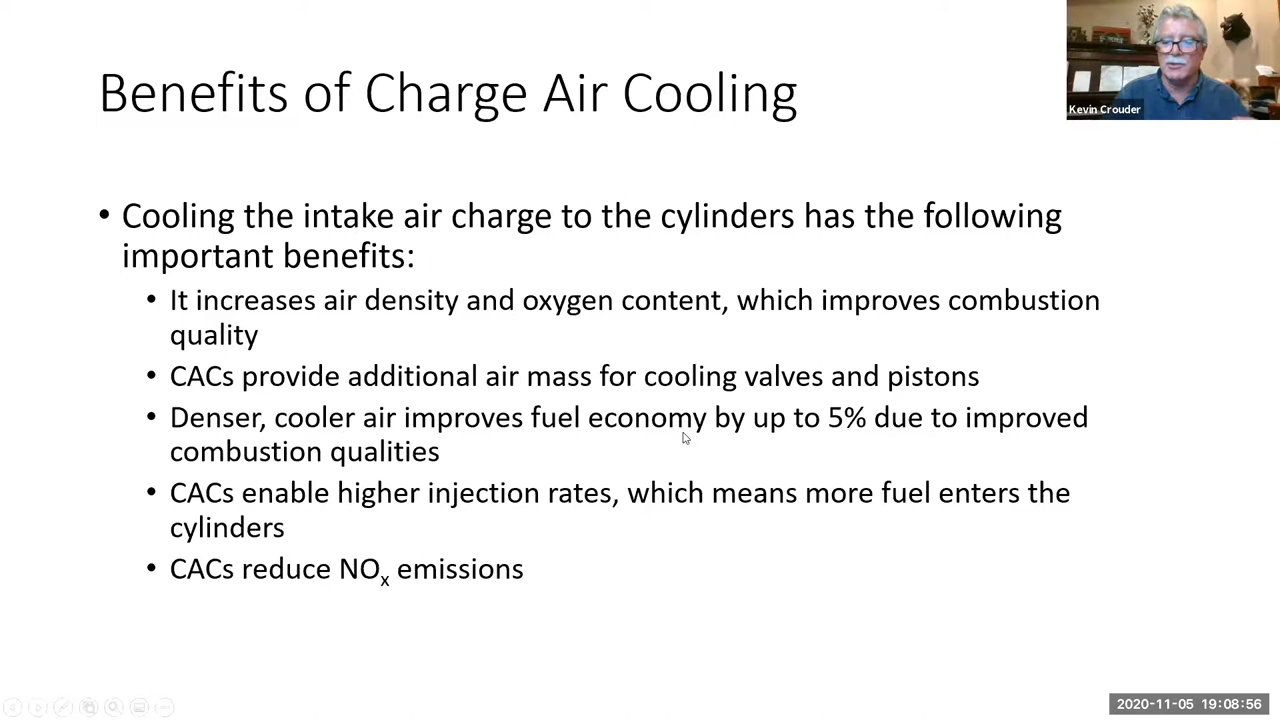 Benefits of Charge Air Cooling
Kevin Crouder
• Cooling the intake air charge to the cylinders has the following
important benefits:
• It increases air density and oxygen content, which improves combustion
quality
• CACs provide additional air mass for cooling valves and pistons
• Denser, cooler air improves fuel economy by up to 5% due to improved
combustion qualities
• CACs enable higher injection rates, which means more fuel enters the
cylinders
• CACs reduce NOx emissions
2020-11-05 19:08:56